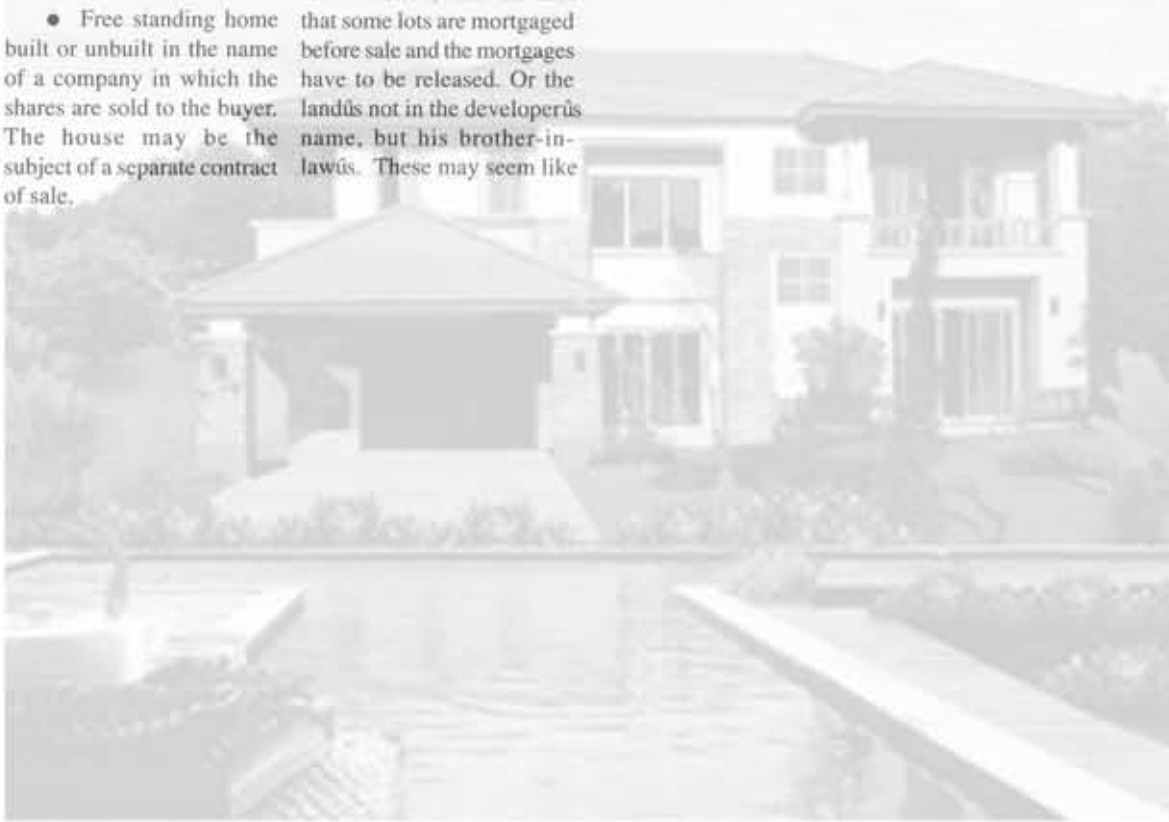 ● Free standing home
built or unbuilt in the name
of a company in which the
shares are sold to the buyer.
The house may be the
subject of a separate contract
of sale.
that some lots are mortgaged
before sale and the mortgages
have to be released. Or the
landûs not in the developerûs
name, but his brother-in-
lawûs. These may seem like